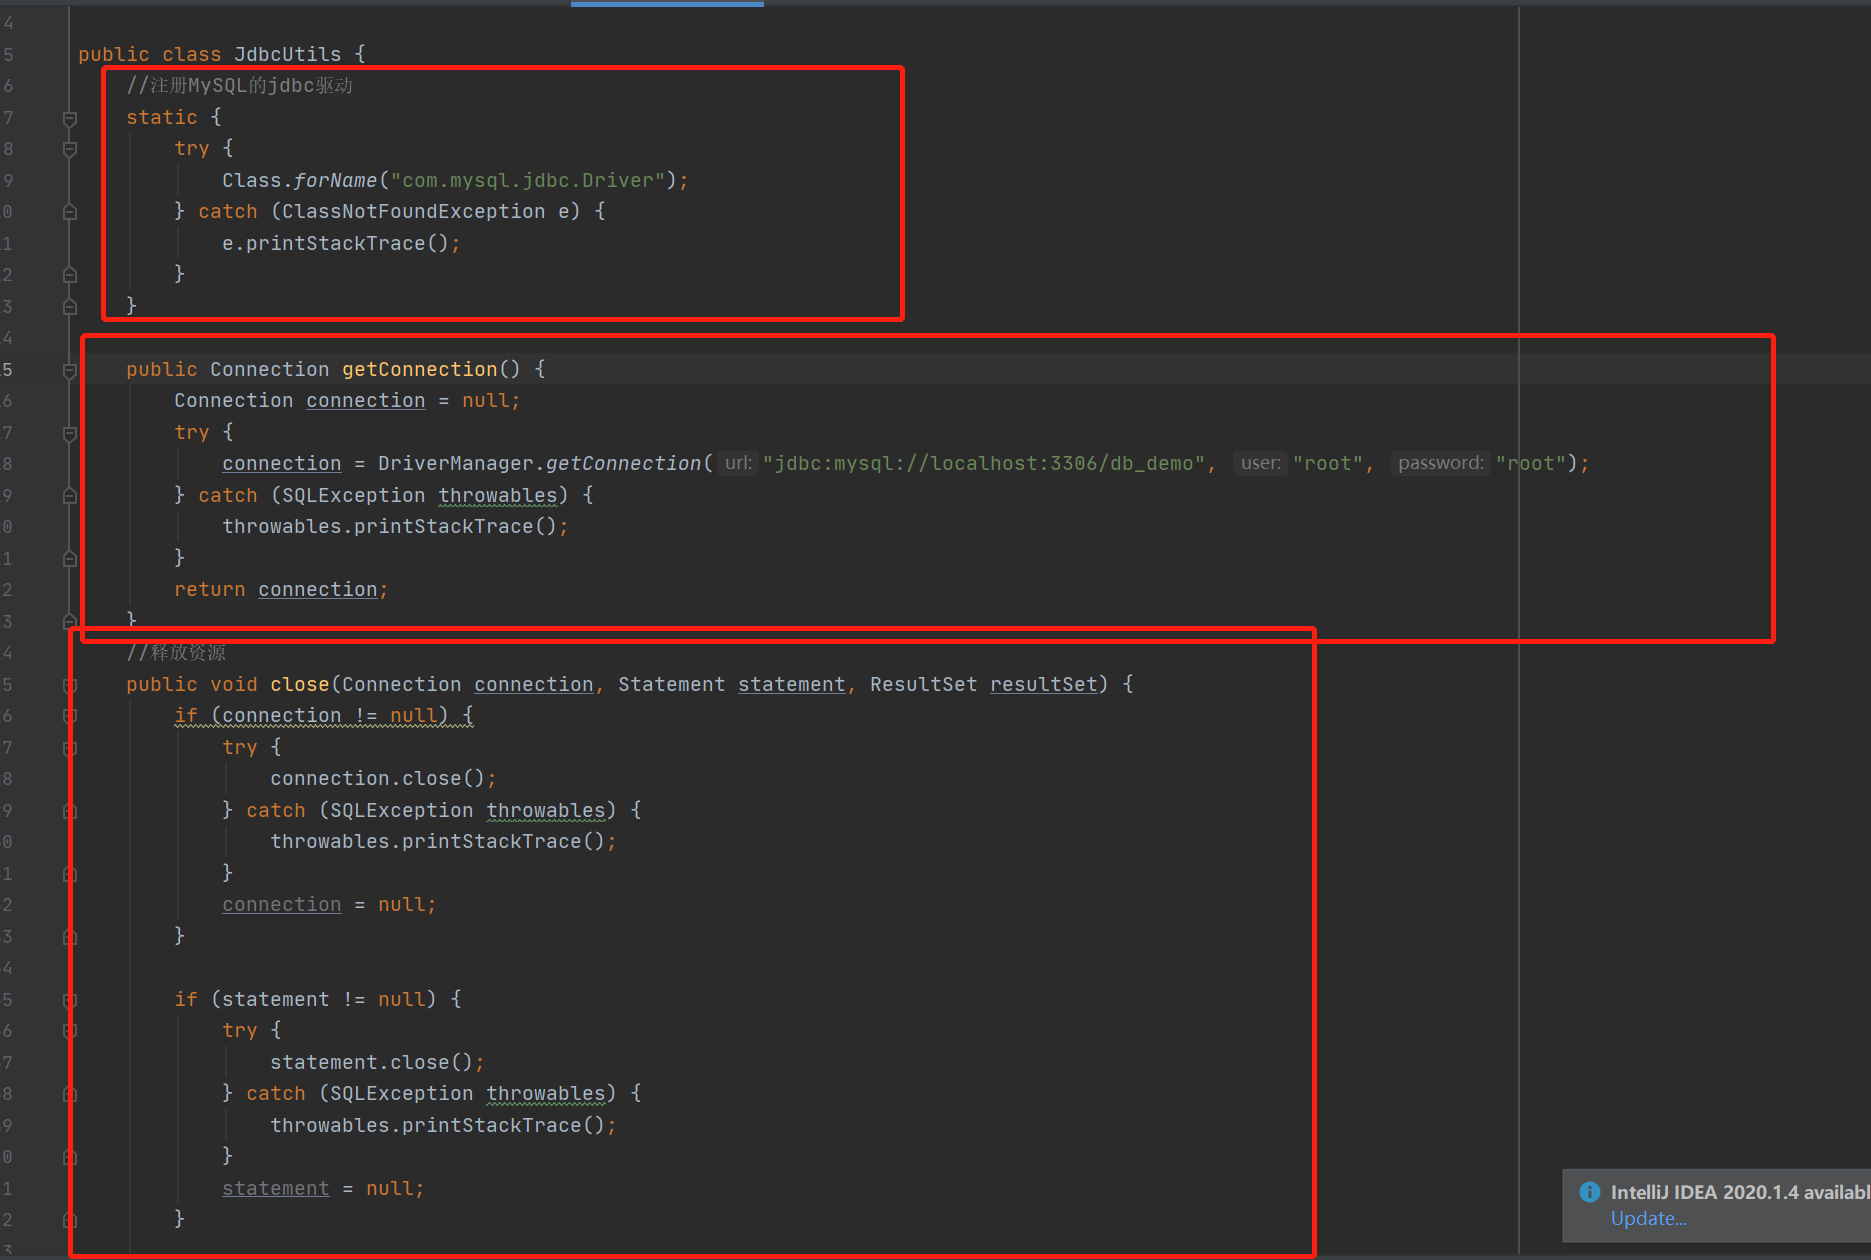 4
5 public class JdbcUtils {
6 //注册MySQL的jdbc驱动
7 static {
8 try {
9 Class.forName("com.mysql.jdbc.Driver");
0 } catch (ClassNotFoundException e) {
1 e.printStackTrace();
2 }
3 }
4
5 public Connection getConnection() {
6 Connection connection = null;
7 try {
8 connection = DriverManager.getConnection( url: "jdbc:mysql://localhost:3306/db_demo", user: "root", password: "root");
9 } catch (SQLException throwables) {
0 throwables.printStackTrace();
1 }
2 return connection;
3 }
4 //释放资源
5 public void close(Connection connection, Statement statement, ResultSet resultSet) {
6 if (connection != null) {
7 try {
8 connection.close();
9 } catch (SQLException throwables) {
0 throwables.printStackTrace();
1 }
2 connection = null;
3 }
4
5 if (statement != null) {
6 try {
7 statement.close();
8 } catch (SQLException throwables) {
9 throwables.printStackTrace();
0 }
1 statement = null;
2 }
3
IntelliJ IDEA 2020.1.4 availabl
Update...